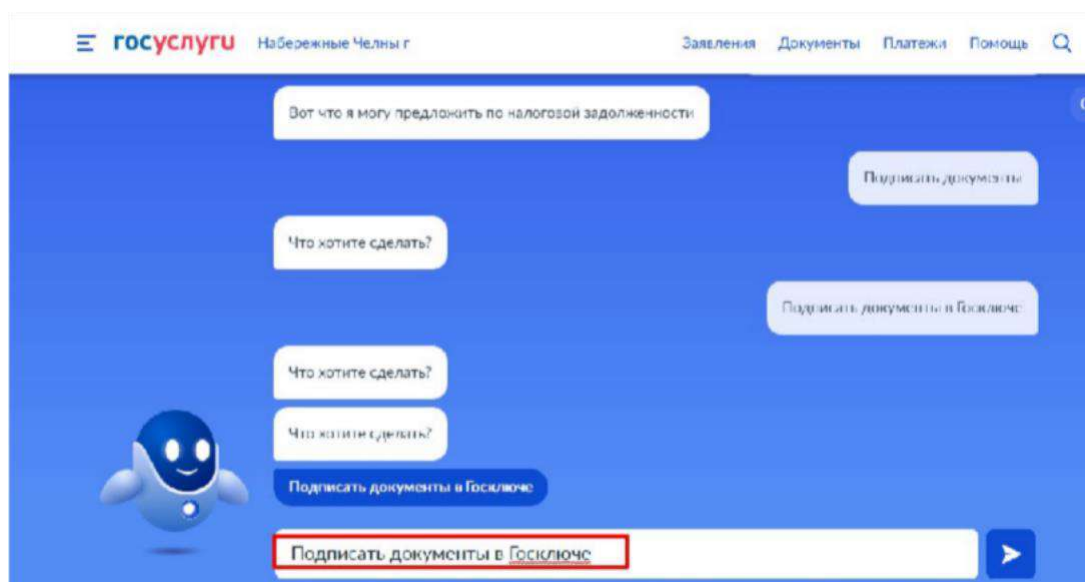 госуслуги Набережные Челны г Заявления Документы Платежи Помощь
Вот что я могу предложить по налоговой задолженности
Подписать документы
Что хотите сделать?
Подписать документы в Госключе
Что хотите сделать?
Что хотите сделать?
Подписать документы в Госключе
Подписать документы в Госключе